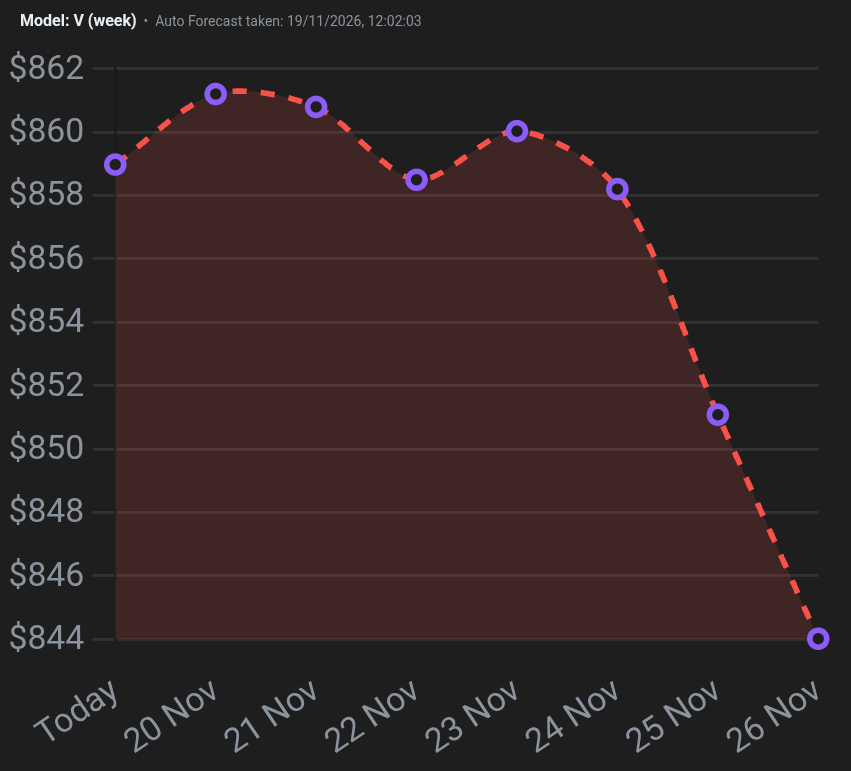 Model: V (week) • Auto Forecast taken: 19/11/2026, 12:02:03
$862
$860
$858
$856
$854
$852
$850
$848
$846
$844
Today
20 Nov
21 Nov
22 Nov
23 Nov
24 Nov
25 Nov
26 Nov